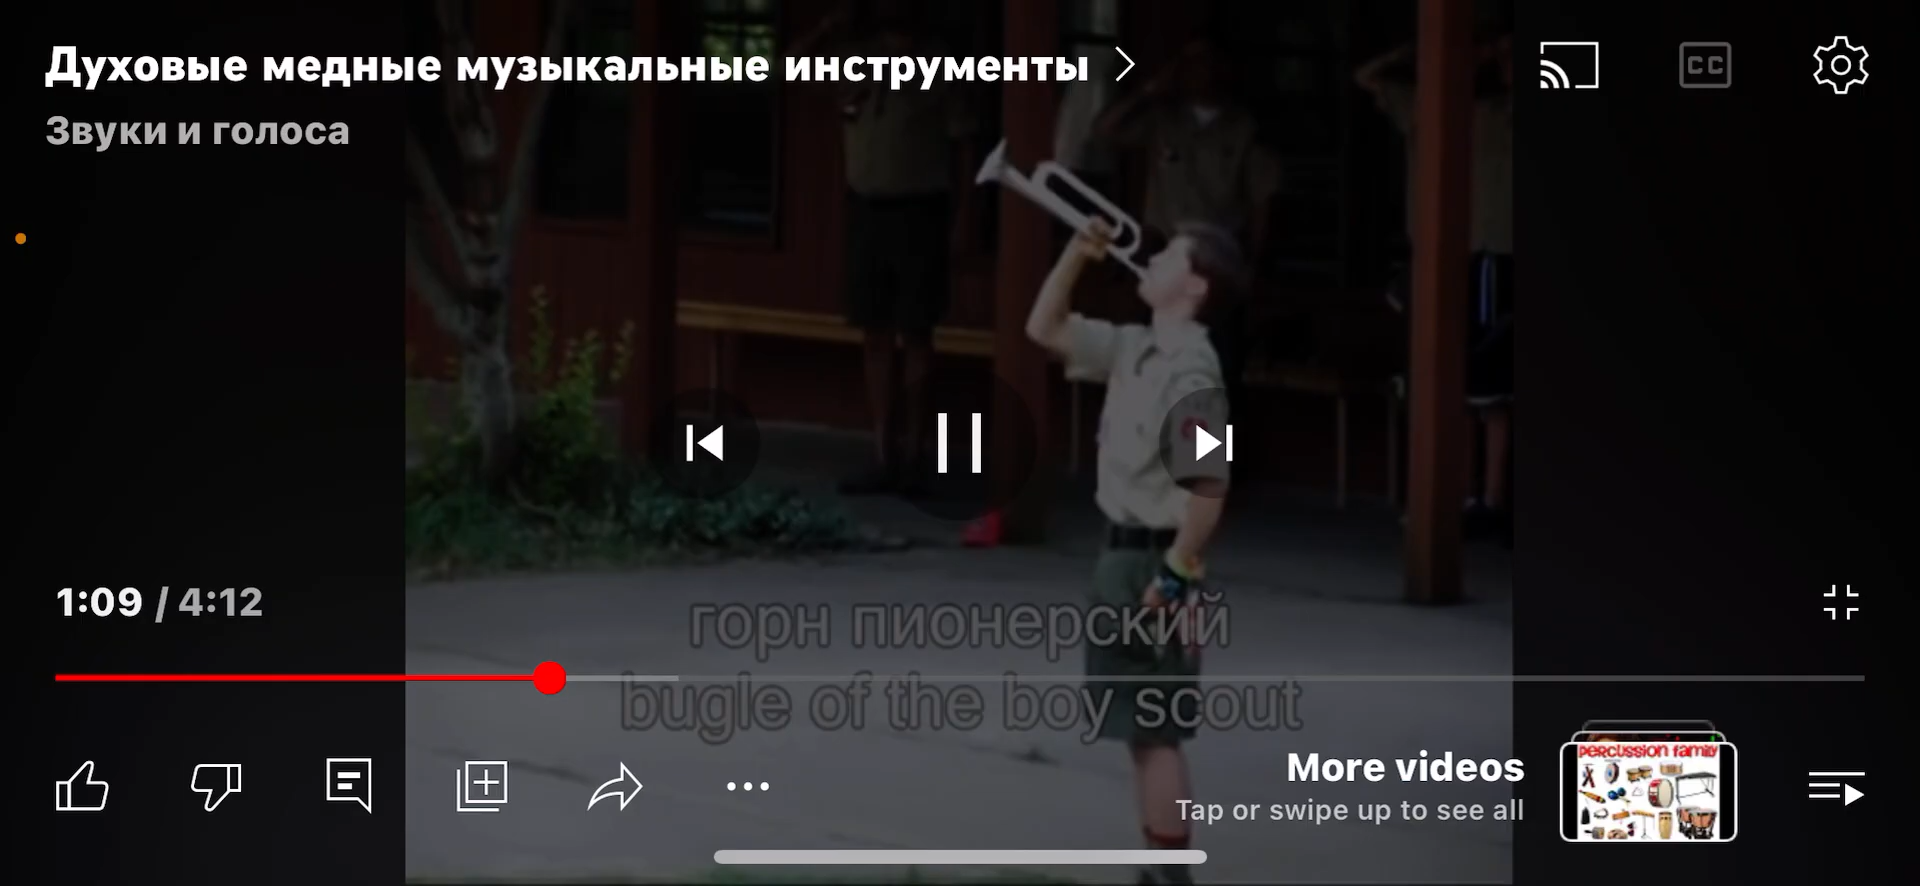 Духовые медные музыкальные инструменты
Звуки и голоса
CC
1:09 / 4:12
горн пионерский
bugle of the boy scout
More videos
Tap or swipe up to see all
percussion family